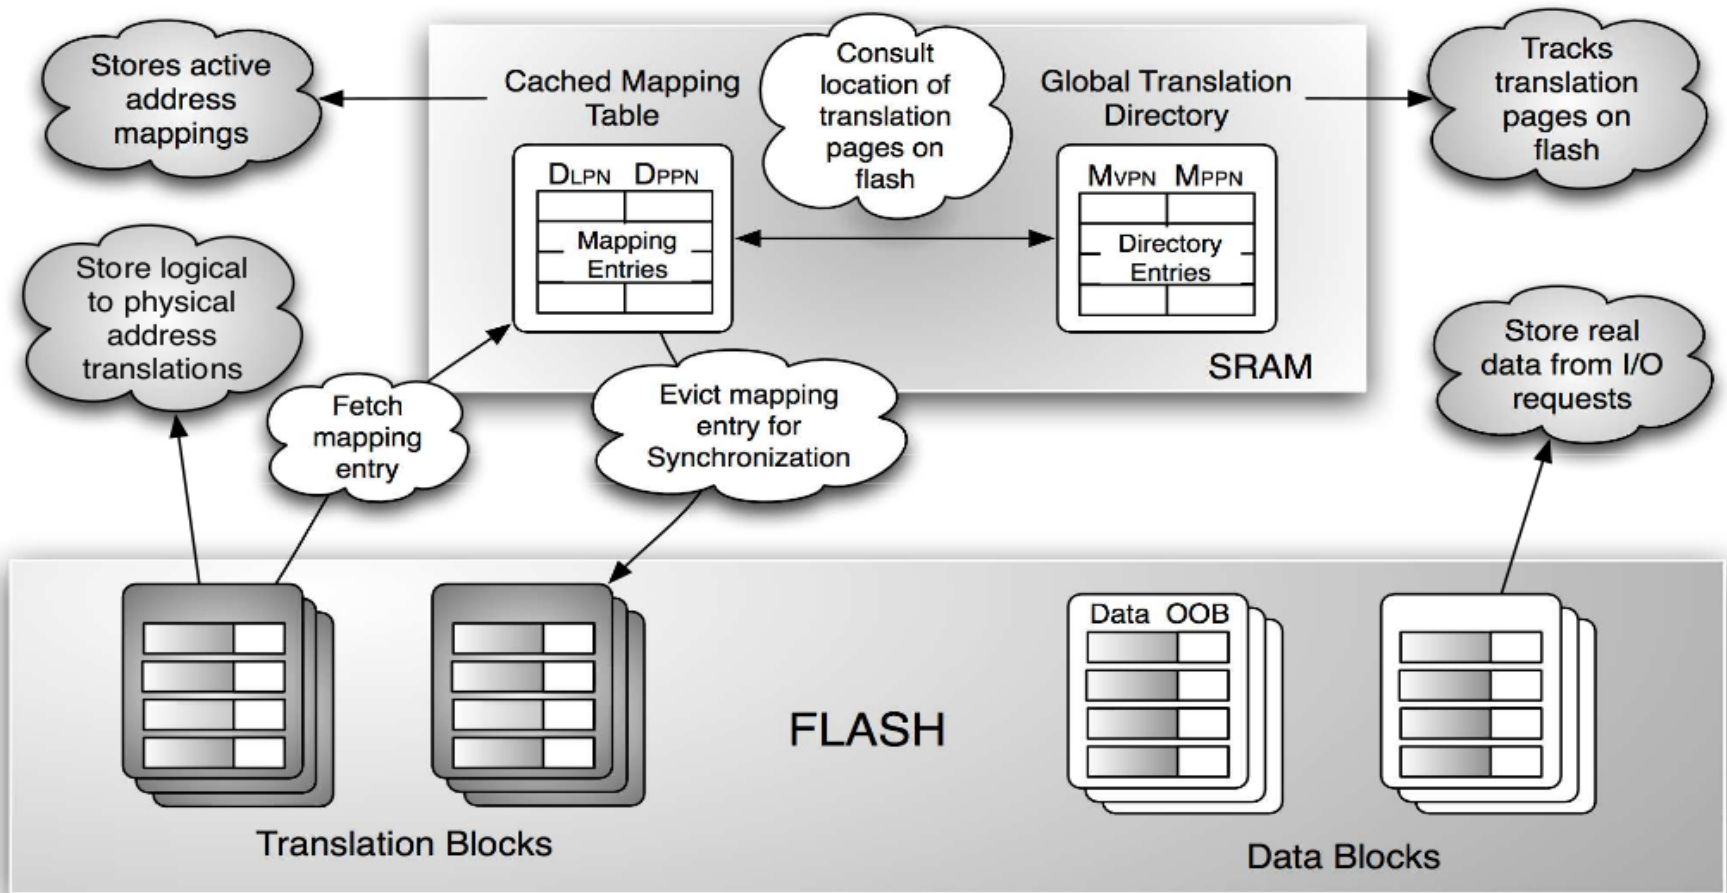 Stores active
address
mappings
Cached Mapping
Table
Consult
location of
translation
pages on
flash
Global Translation
Directory
Tracks
translation
pages on
flash
DLPN DPPN
Mapping
Entries
MVPN MPPN
Directory
Entries
SRAM
Store logical
to physical
address
translations
Fetch
mapping
entry
Evict mapping
entry for
Synchronization
Store real
data from I/O
requests
Data OOB
FLASH
Translation Blocks
Data Blocks